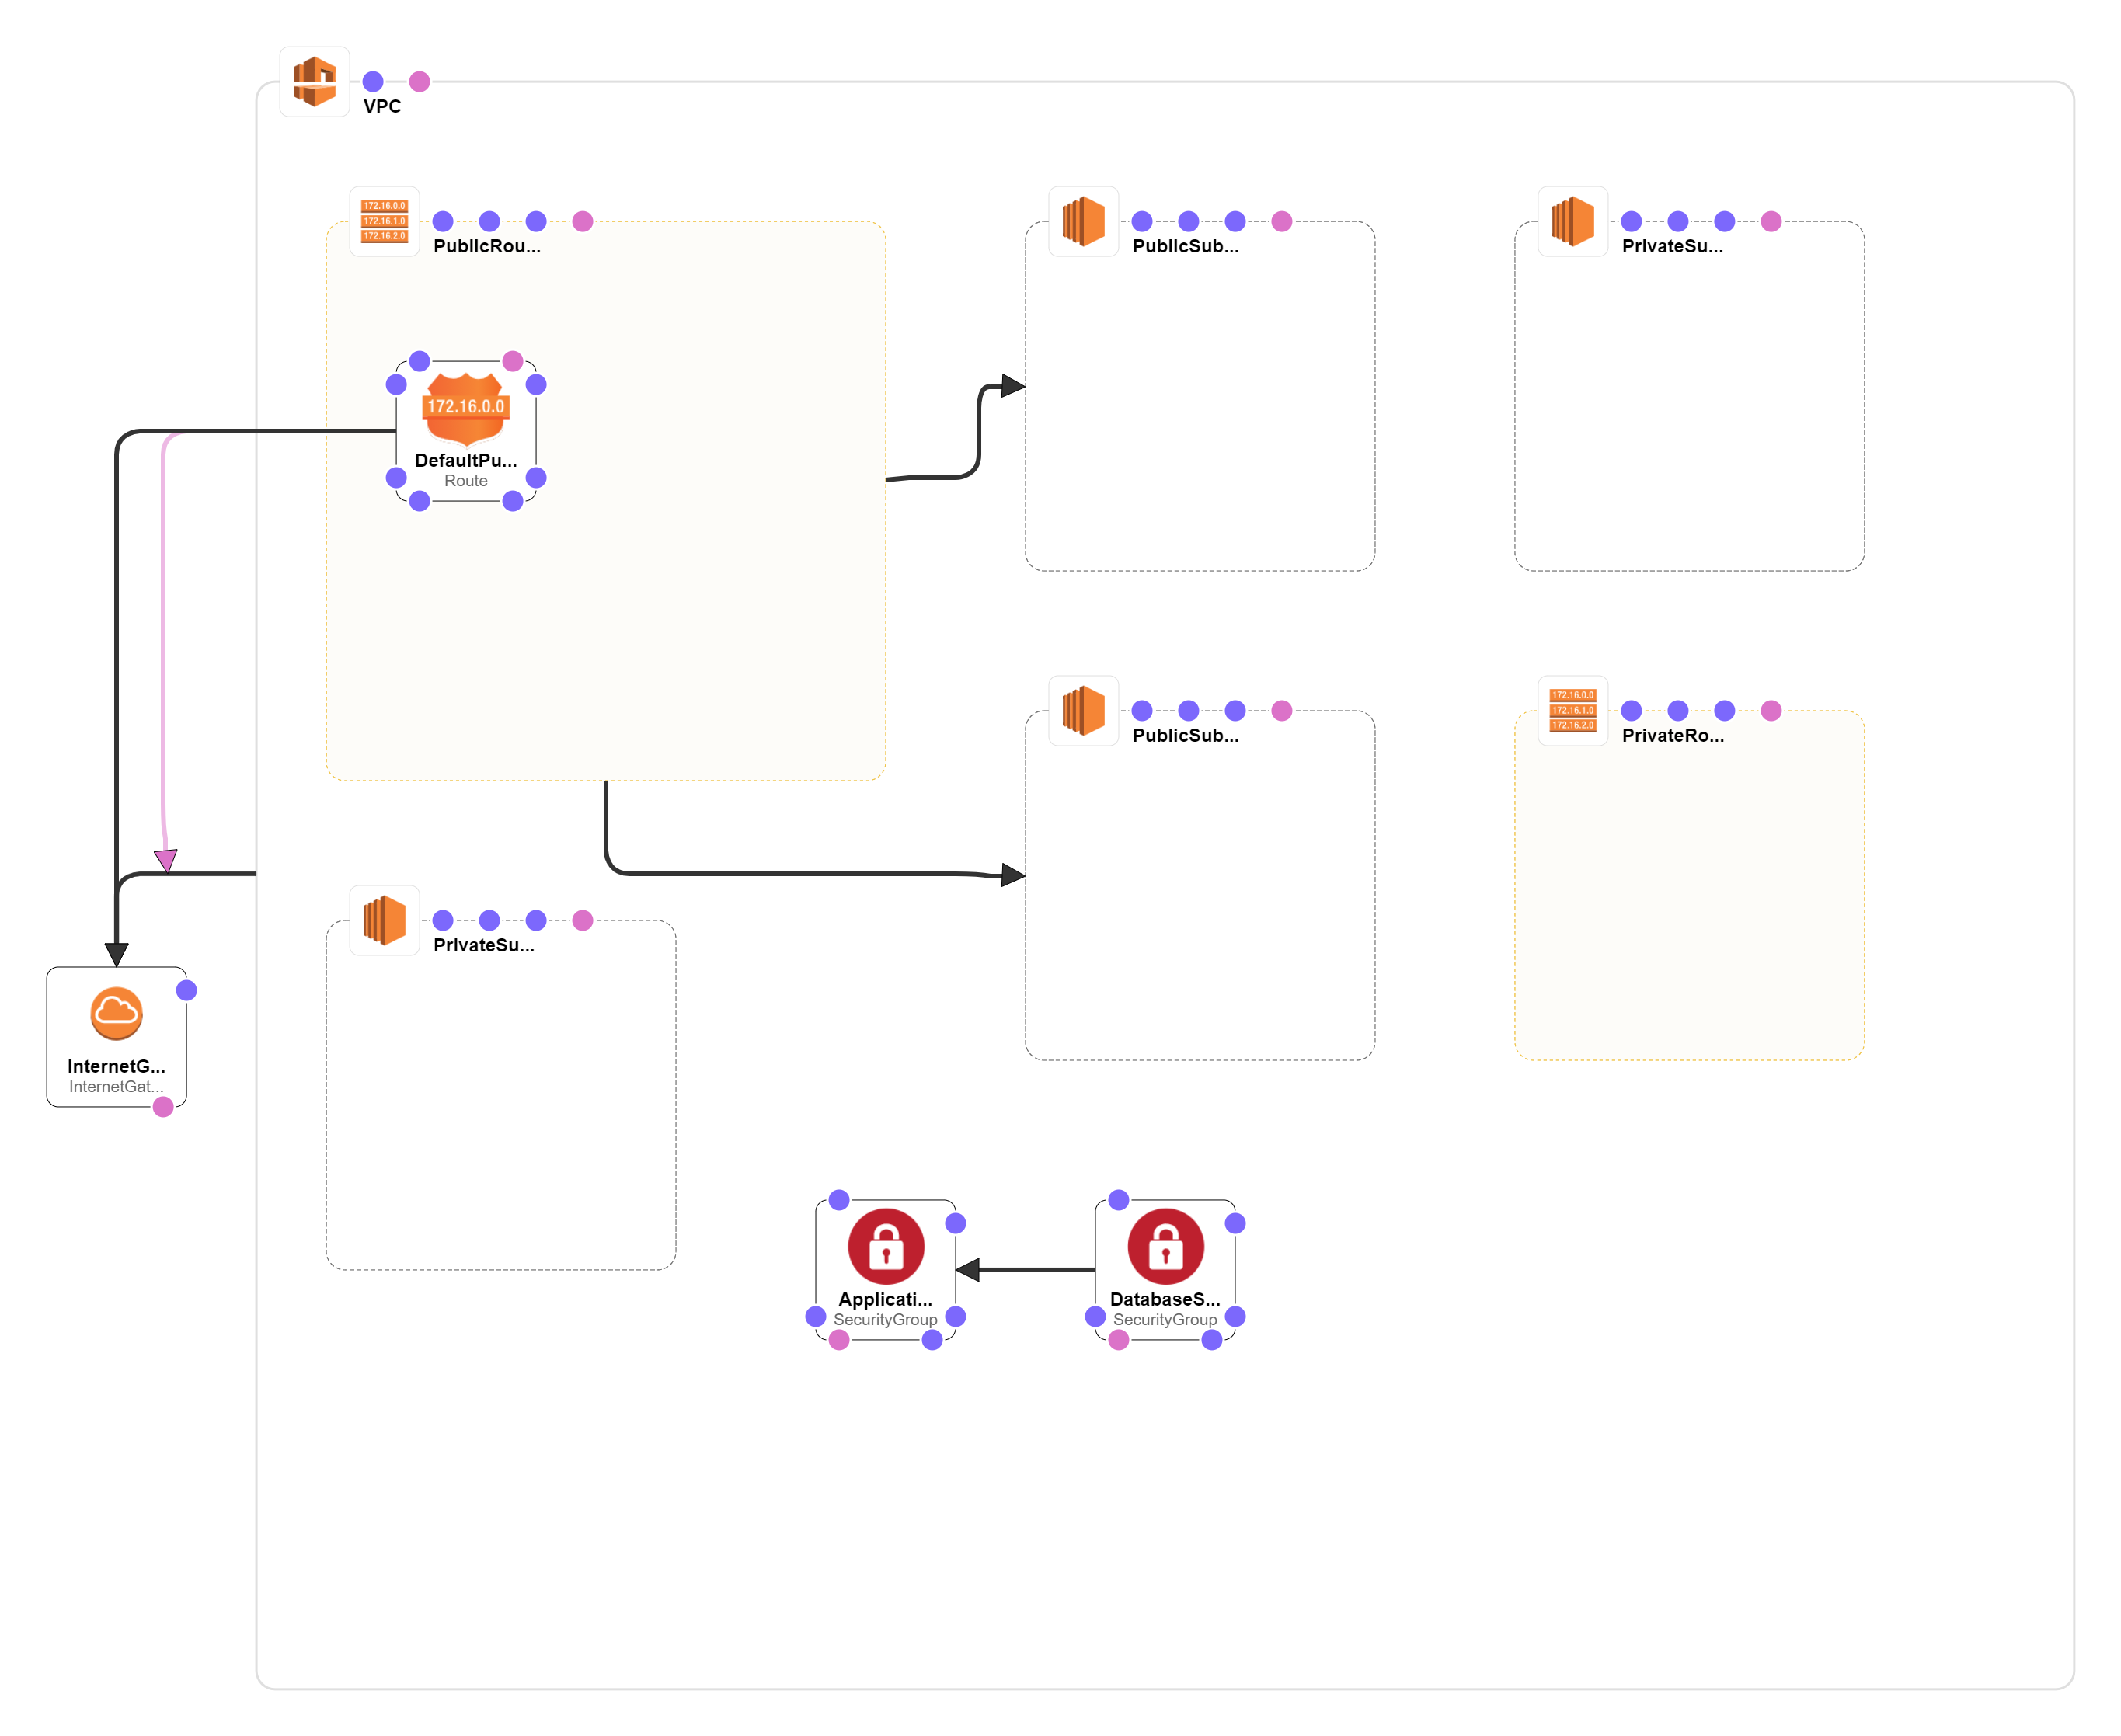 VPC
172.16.0.0
172.16.1.0
172.16.2.0
PublicRou...
PublicSub...
PrivateSu...
172.16.0.0
DefaultPu...
Route
PublicSub...
172.16.0.0
172.16.1.0
172.16.2.0
PrivateRo...
PrivateSu...
InternetG...
InternetGat...
Applicati...
SecurityGroup
DatabaseS...
SecurityGroup